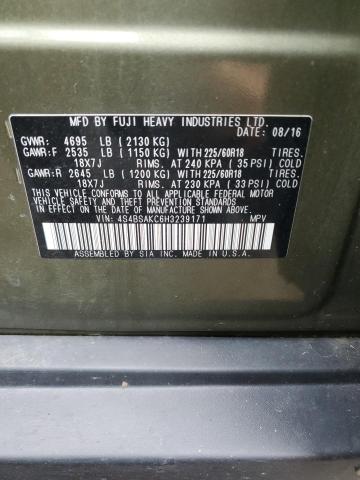 MFD BY FUJI HEAVY INDUSTRIES LTD.
DATE: 08/16
GVWR: 4695 LB (2130 KG)
GAWR:F 2535 LB (1150 KG) WITH 225/60R18 TIRES.
18X7J RIMS. AT 240 KPA (35 PSI) COLD
GAWR:R 2645 LB (1200 KG) WITH 225/60R18 TIRES.
18X7J RIMS. AT 230 KPA (33 PSI) COLD
THIS VEHICLE CONFORMS TO ALL APPLICABLE FEDERAL MOTOR
VEHICLE SAFETY AND THEFT PREVENTION STANDARDS
IN EFFECT ON THE DATE OF MANUFACTURE SHOWN ABOVE.
VIN: 4S4BSAKC6H3239171 MPV
ASSEMBLED BY SIA INC. MADE IN U.S.A.